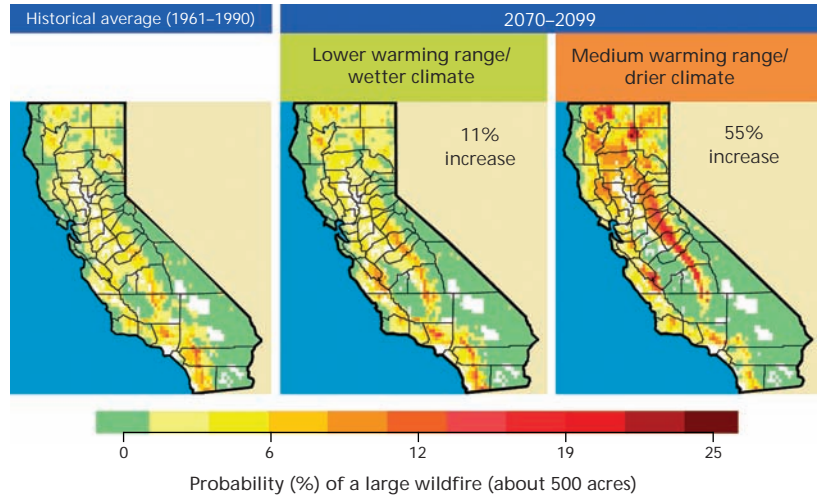 Historical average (1961–1990)
2070–2099
Lower warming range/
wetter climate
Medium warming range/
drier climate
11%
increase
55%
increase
0 6 12 19 25
Probability (%) of a large wildfire (about 500 acres)